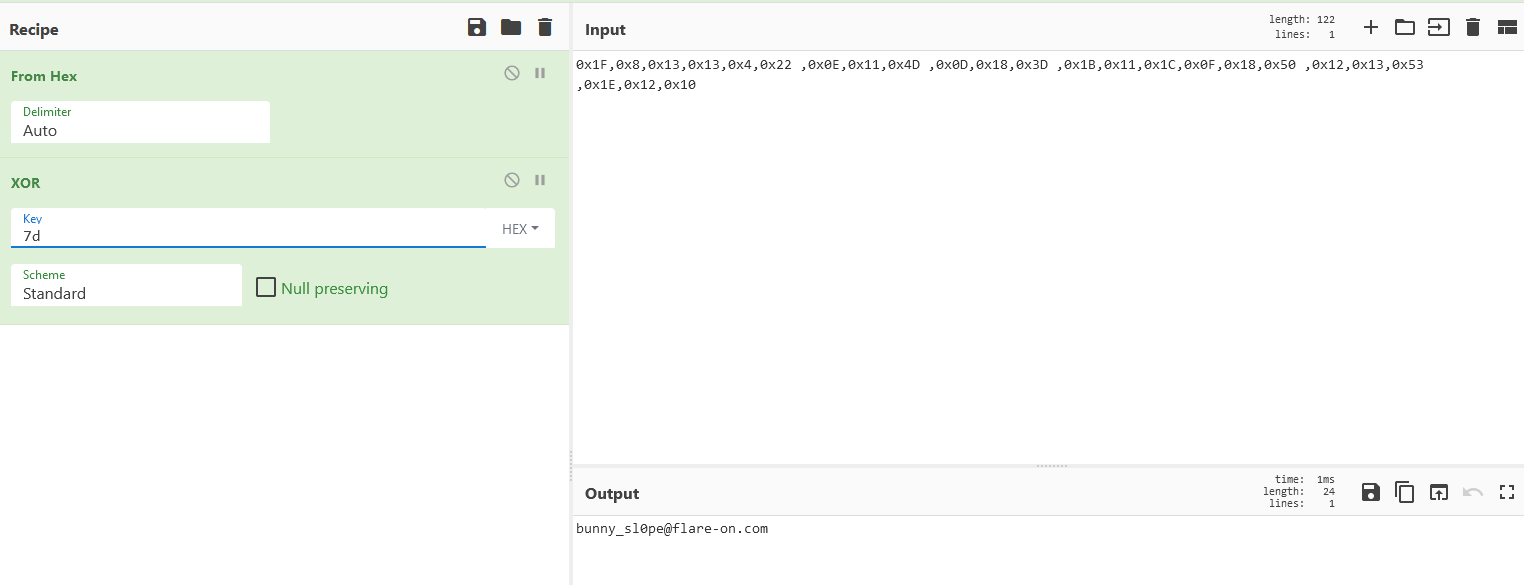 Recipe
From Hex
Delimiter
Auto
XOR
Key
7d
HEX
Scheme
Standard
Null preserving
Input
length: 122
lines: 1
0x1F,0x8,0x13,0x13,0x4,0x22 ,0x0E,0x11,0x4D ,0x0D,0x18,0x3D ,0x1B,0x11,0x1C,0x0F,0x18,0x50 ,0x12,0x13,0x53
,0x1E,0x12,0x10
Output
time: 1ms
length: 24
lines: 1
bunny_sl0pe@flare-on.com